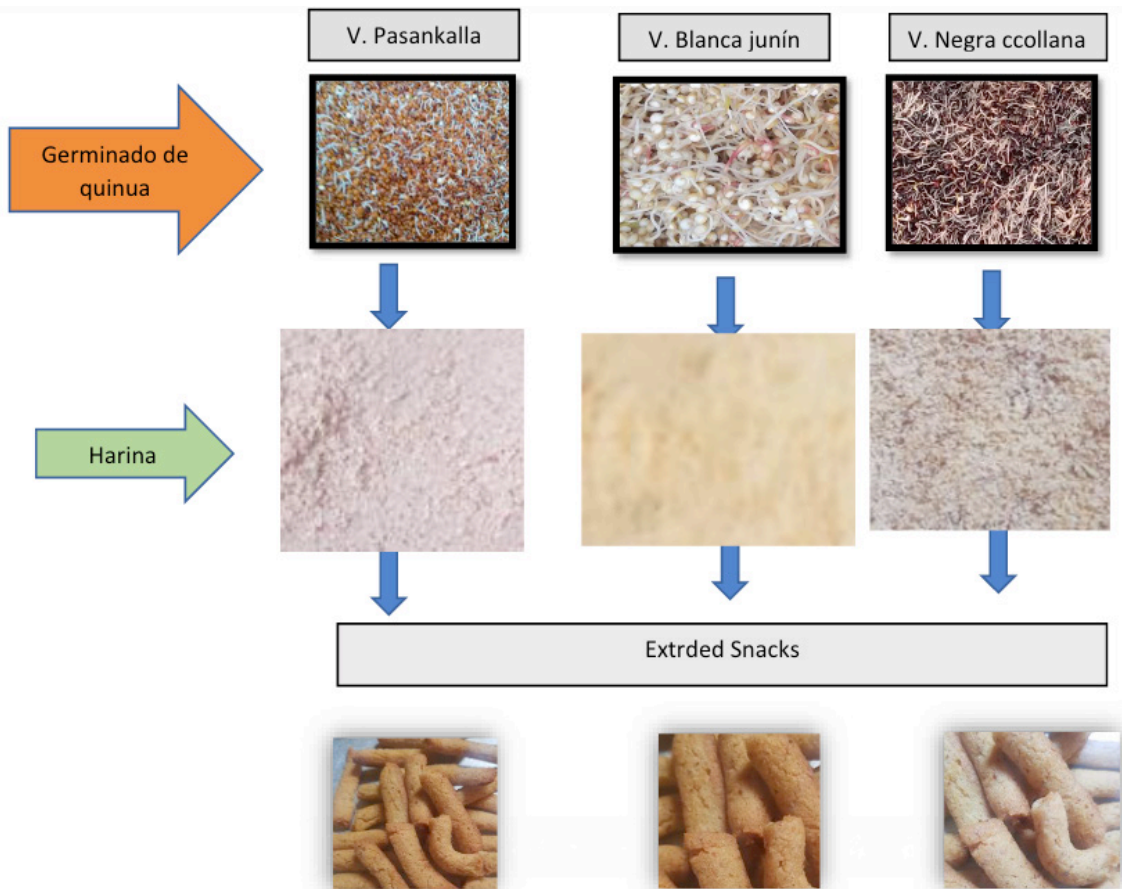 V. Pasankalla
V. Blanca junín
V. Negra ccollana
Germinado de
quinua
Harina
Extrded Snacks